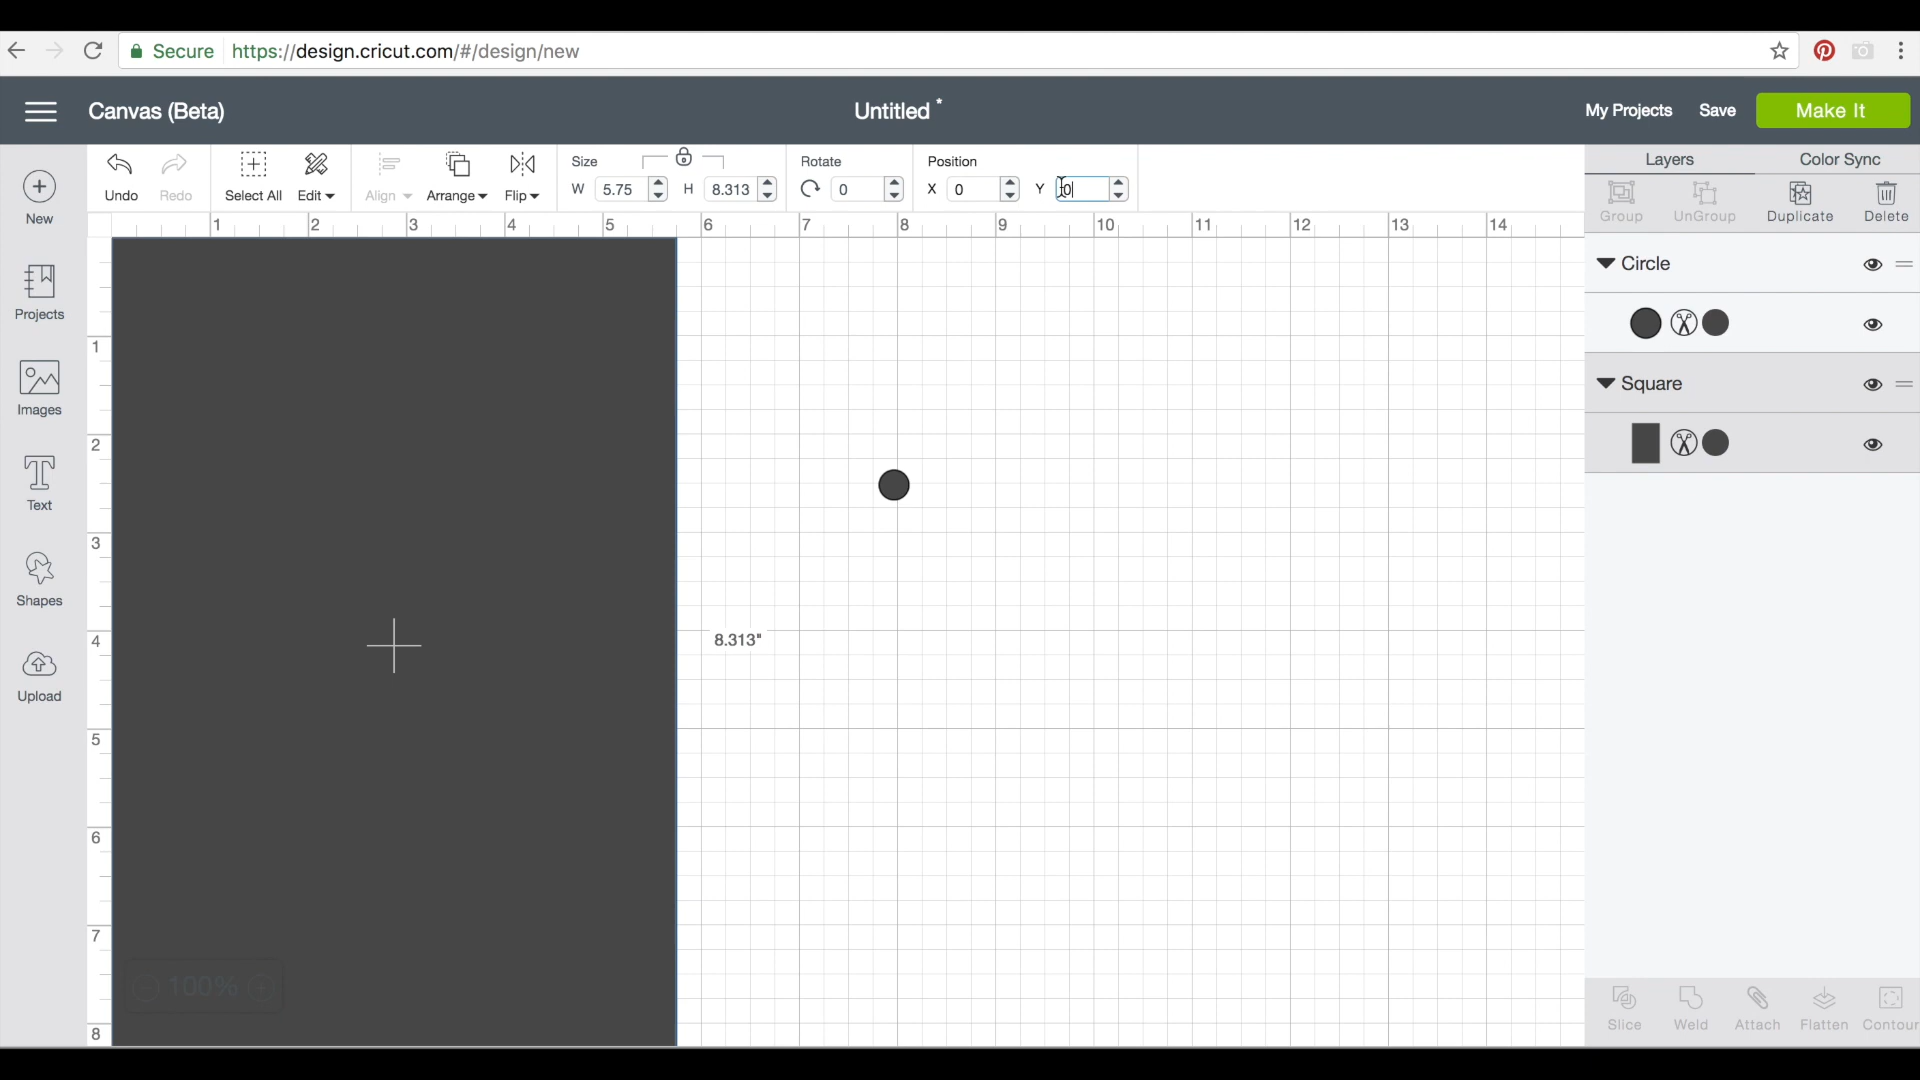 Secure https://design.cricut.com/#/design/new
Canvas (Beta) Untitled * My Projects Save Make It
Undo Redo Select All Edit Align Arrange Flip
Size W 5.75 H 8.313
Rotate 0
Position X 0 Y 0
Layers Color Sync
Group UnGroup Duplicate Delete
1 2 3 4 5 6 7 8 9 10 11 12 13 14
New
Projects
Images
Text
Shapes
Upload
1
2
3
4
5
6
7
8
8.313"
100%
Circle
Square
Slice Weld Attach Flatten Contour